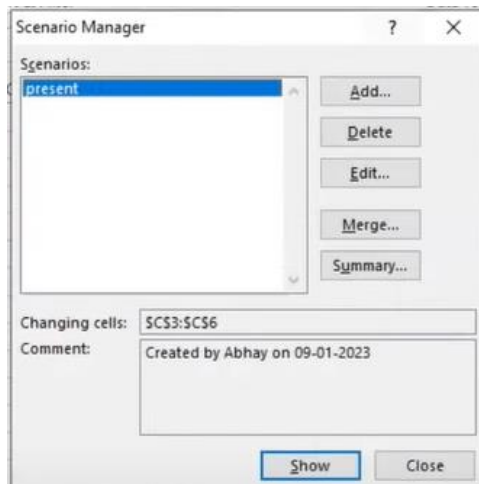 Scenario Manager ? ×
Scenarios:
present
Add...
Delete
Edit...
Merge...
Summary...
Changing cells: $C$3:$C$6
Comment: Created by Abhay on 09-01-2023
Show Close